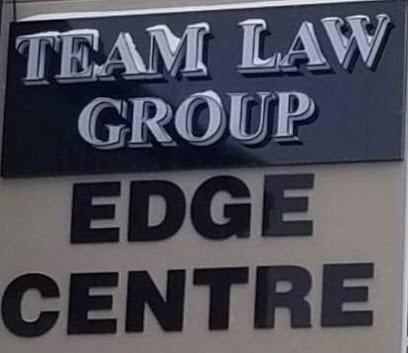 TEAM LAW
GROUP
EDGE
CENTRE